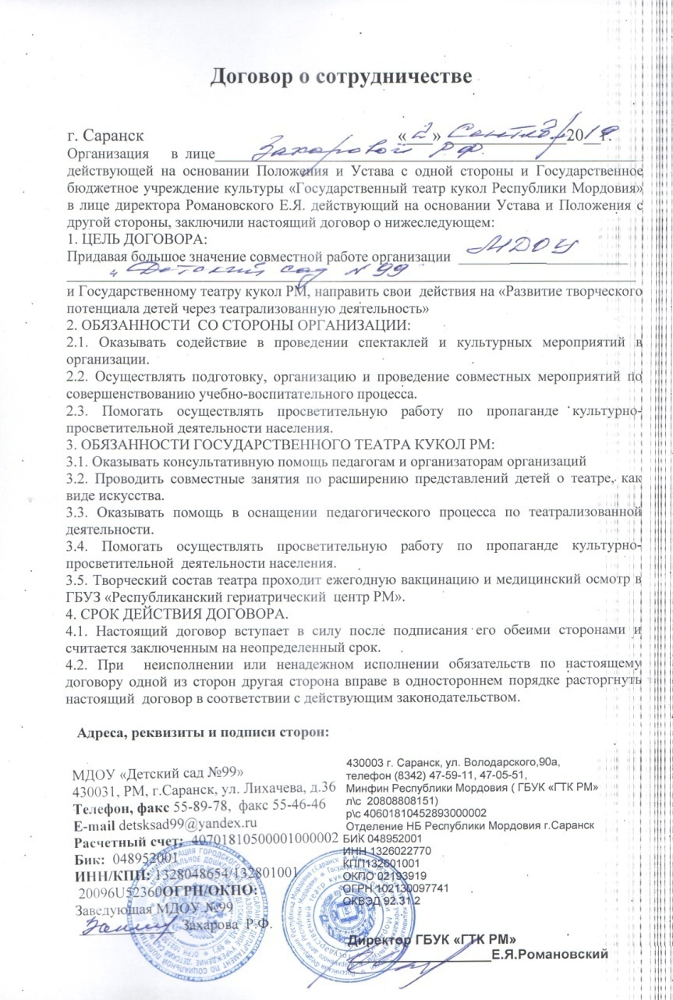 Договор о сотрудничестве
г. Саранск «2» Сентября 2019 г.
Организация в лице Захаровой Р.Ф.
действующей на основании Положения и Устава с одной стороны и Государственное
бюджетное учреждение культуры «Государственный театр кукол Республики Мордовия»
в лице директора Романовского Е.Я. действующий на основании Устава и Положения с
другой стороны, заключили настоящий договор о нижеследующем:
1. ЦЕЛЬ ДОГОВОРА:
Придавая большое значение совместной работе организации МДОУ
"Детский сад №99
и Государственному театру кукол РМ, направить свои действия на «Развитие творческого
потенциала детей через театрализованную деятельность»
2. ОБЯЗАННОСТИ СО СТОРОНЫ ОРГАНИЗАЦИИ:
2.1. Оказывать содействие в проведении спектаклей и культурных мероприятий в
организации.
2.2. Осуществлять подготовку, организацию и проведение совместных мероприятий по
совершенствованию учебно-воспитательного процесса.
2.3. Помогать осуществлять просветительную работу по пропаганде культурно-
просветительной деятельности населения.
3. ОБЯЗАННОСТИ ГОСУДАРСТВЕННОГО ТЕАТРА КУКОЛ РМ:
3.1. Оказывать консультативную помощь педагогам и организаторам организаций
3.2. Проводить совместные занятия по расширению представлений детей о театре, как
виде искусства.
3.3. Оказывать помощь в оснащении педагогического процесса по театрализованной
деятельности.
3.4. Помогать осуществлять просветительную работу по пропаганде культурно-
просветительной деятельности населения.
3.5. Творческий состав театра проходит ежегодную вакцинацию и медицинский осмотр в
ГБУЗ «Республиканский гериатрический центр РМ».
4. СРОК ДЕЙСТВИЯ ДОГОВОРА.
4.1. Настоящий договор вступает в силу после подписания его обеими сторонами и
считается заключенным на неопределенный срок.
4.2. При неисполнении или ненадежном исполнении обязательств по настоящему
договору одной из сторон другая сторона вправе в одностороннем порядке расторгнуть
настоящий договор в соответствии с действующим законодательством.
Адреса, реквизиты и подписи сторон:
МДОУ «Детский сад №99»
430031, РМ, г.Саранск, ул. Лихачева, д.36
Телефон, факс 55-89-78, факс 55-46-46
E-mail detsksad99@yandex.ru
Расчетный счет: 40701810500001000002
Бик: 048952001
ИНН/КПП: 1328048654/132801001
20096U52360ОГРН/ОКПО:
Заведующая МДОУ №99
Захарова Р.Ф.
430003 г. Саранск, ул. Володарского,90а,
телефон (8342) 47-59-11, 47-05-51,
Минфин Республики Мордовия ( ГБУК «ГТК РМ»
л\с 20808808151)
р\с 40601810452893000002
Отделение НБ Республики Мордовия г.Саранск
БИК 048952001
ИНН 1326022770
КПП132601001
ОКПО 02193919
ОГРН 102130097741
ОКВЭД 92.31.2
Директор ГБУК «ГТК РМ»
Е.Я.Романовский